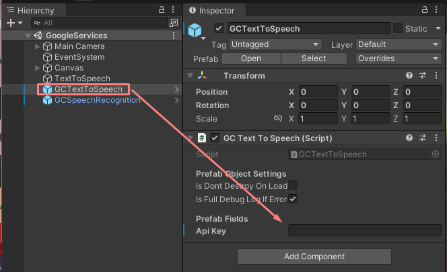 Hierarchy
All
GoogleServices
Main Camera
EventSystem
Canvas
TextToSpeech
GCTextToSpeech
GCSpeechRecognition
Inspector
GCTextToSpeech
Static
Tag Untagged Layer Default
Prefab Open Select Overrides
Transform
Position X 0 Y 0 Z 0
Rotation X 0 Y 0 Z 0
Scale X 1 Y 1 Z 1
GC Text To Speech (Script)
Script GCTextToSpeech
Prefab Object Settings
Is Dont Destroy On Load
Is Full Debug Log If Error
Prefab Fields
Api Key
Add Component